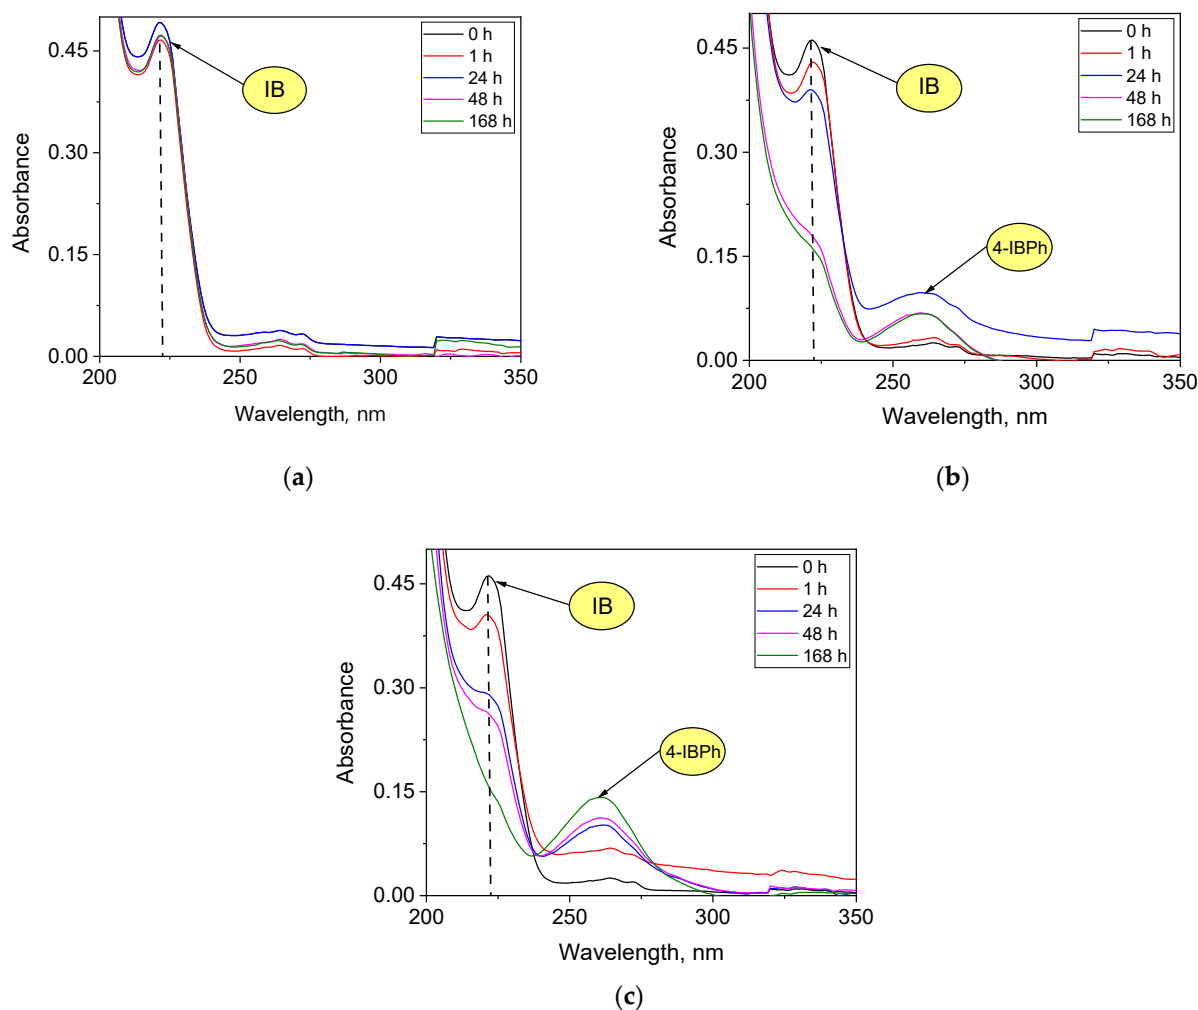 0 h
1 h
24 h
48 h
168 h
IB
0.45
0.30
0.15
0.00
Absorbance
200
250
300
350
Wavelength, nm
(a)
0 h
1 h
24 h
48 h
168 h
IB
4-IBPh
0.45
0.30
0.15
0.00
Absorbance
200
250
300
350
Wavelength, nm
(b)
0 h
1 h
24 h
48 h
168 h
IB
4-IBPh
0.45
0.30
0.15
0.00
Absorbance
200
250
300
350
Wavelength, nm
(c)